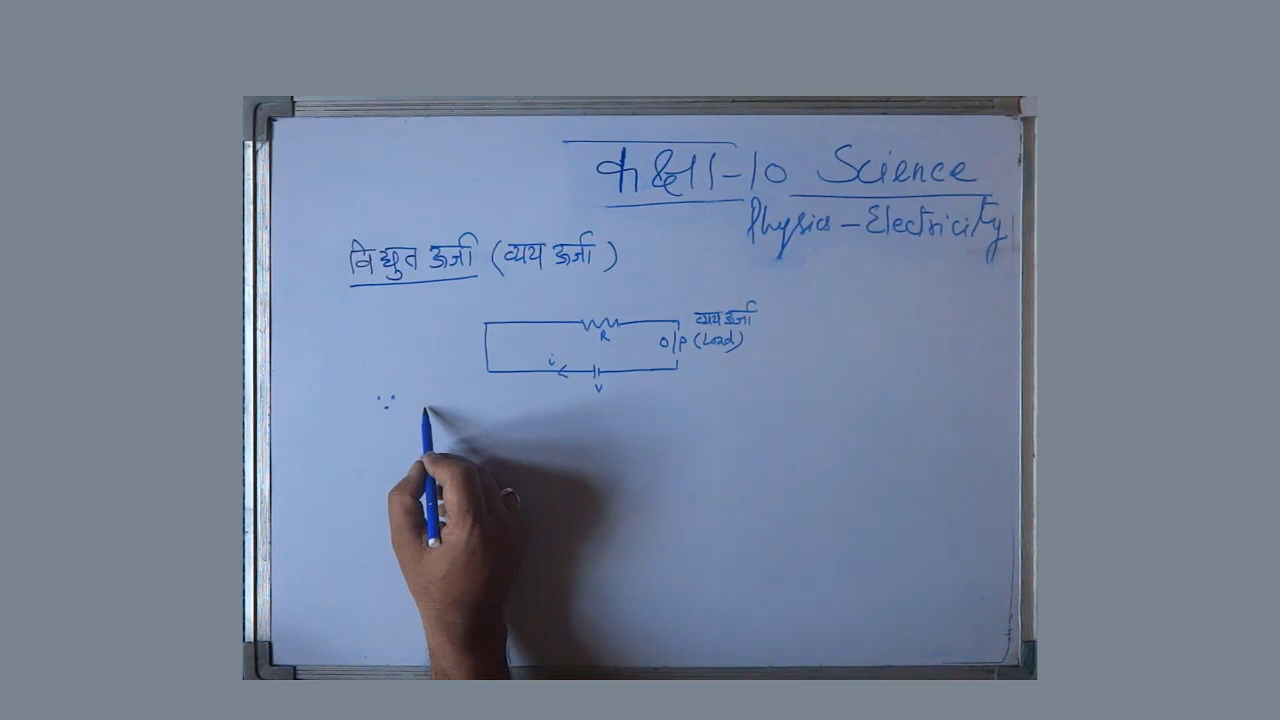 कक्षा-10 Science
Physics - Electricity
विद्युत ऊर्जा (व्यय ऊर्जा)
R
व्यय ऊर्जा
O/P (Load)
i
V
∵